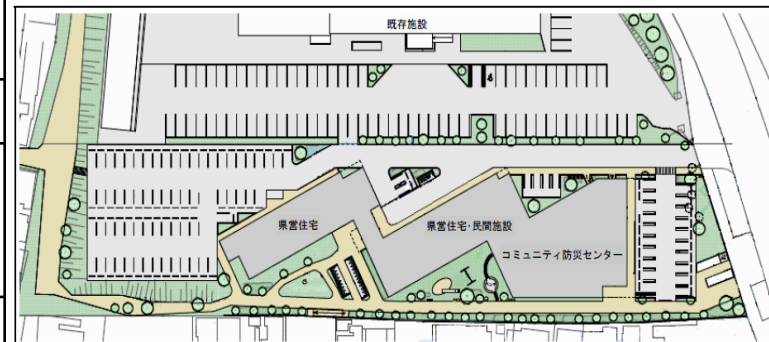 既存施設
県営住宅
県営住宅・民間施設
コミュニティ防災センター